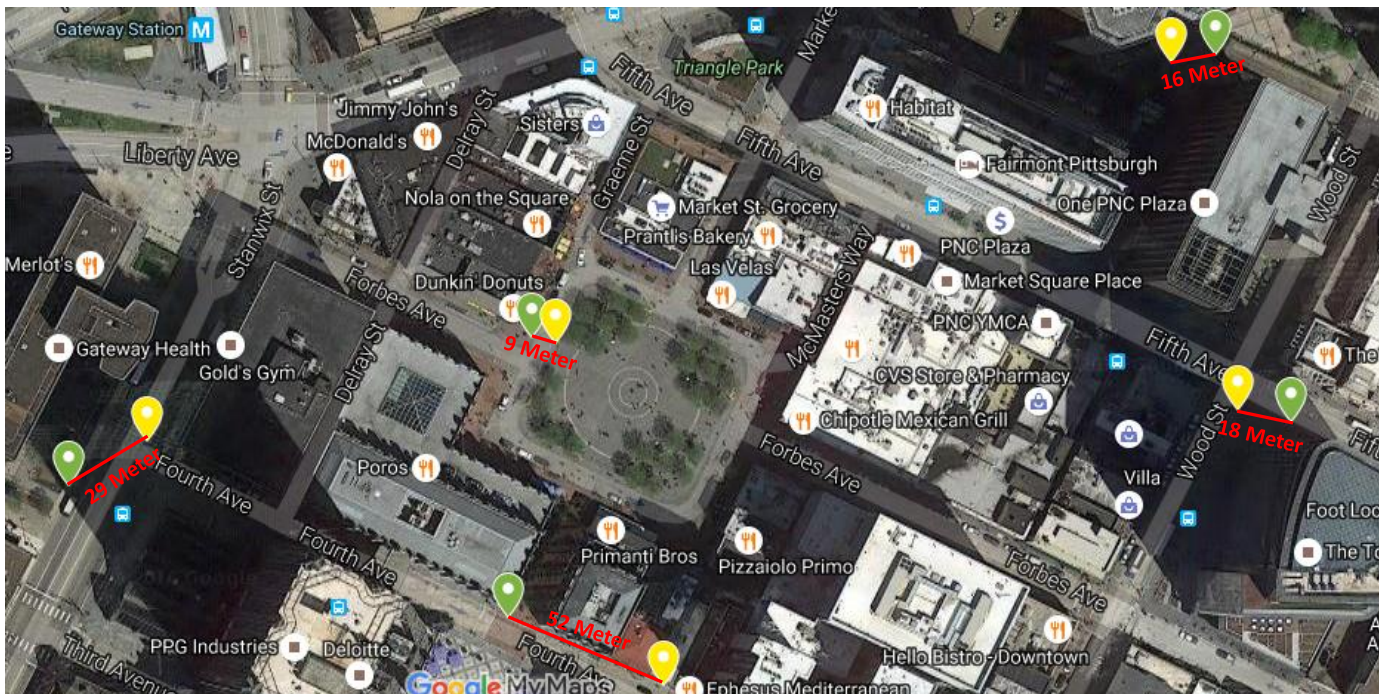 Gateway Station M
Triangle Park
Marke
16 Meter
Fifth Ave
Jimmy John's
Delray St
Sisters
Habitat
McDonald's
Liberty Ave
Graeme St
Fifth Ave
Fairmont Pittsburgh
Wood St
Stanwix St
Nola on the Square
Market St. Grocery
One PNC Plaza
Prantls Bakery
$
PNC Plaza
Merlot's
Las Velas
McMasters Way
Market Square Place
Dunkin' Donuts
Forbes Ave
PNC YMCA
9 Meter
Gateway Health
Gold's Gym
Delray St
The
Fifth Ave
CVS Store & Pharmacy
Chipotle Mexican Grill
18 Meter
Fift
29 Meter
Fourth Ave
Poros
Forbes Ave
Wood St
Villa
Foot Loc
Fourth Ave
Primanti Bros
Pizzaiolo Primo
The To
Forbes Ave
52 Meter
Third Avenue
PPG Industries
Deloitte
Fourth Ave
Hello Bistro - Downtown
A
A
Google MyMaps
Ephesus Mediterranean